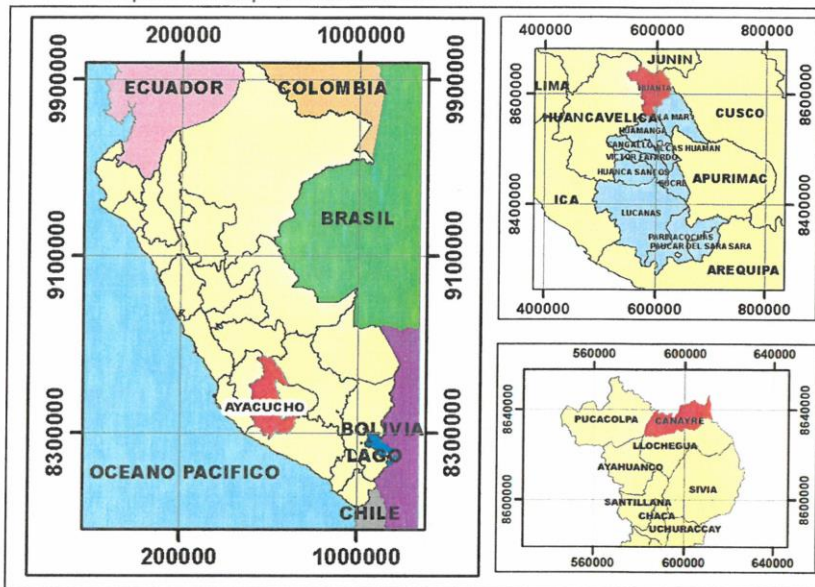 200000 1000000
9900000 9900000
ECUADOR COLOMBIA
BRASIL
9100000 9100000
AYACUCHO
BOLIVIA
8300000 8300000
LAGO
OCEANO PACIFICO
CHILE
200000 1000000
400000 600000 800000
JUNIN
LIMA
HUANTA
8600000 8600000
CUSCO
HUANCAVELICA
LA MAR
HUAMANGA
CANGALLO
VILCAS HUAMAN
VICTOR FAFARDO
HUANCA SANCOS
SUCRE
APURIMAC
ICA
8400000 8400000
LUCANAS
PARINACOCHAS
PAUCAR DEL SARA SARA
AREQUIPA
400000 600000 800000
560000 600000 640000
8640000 8640000
PUCACOLPA
CANAYRE
LLOCHEGUA
AYAHUANCO
SIVIA
8600000 8600000
SANTILLANA
CHACA
UCHURACCAY
560000 600000 640000